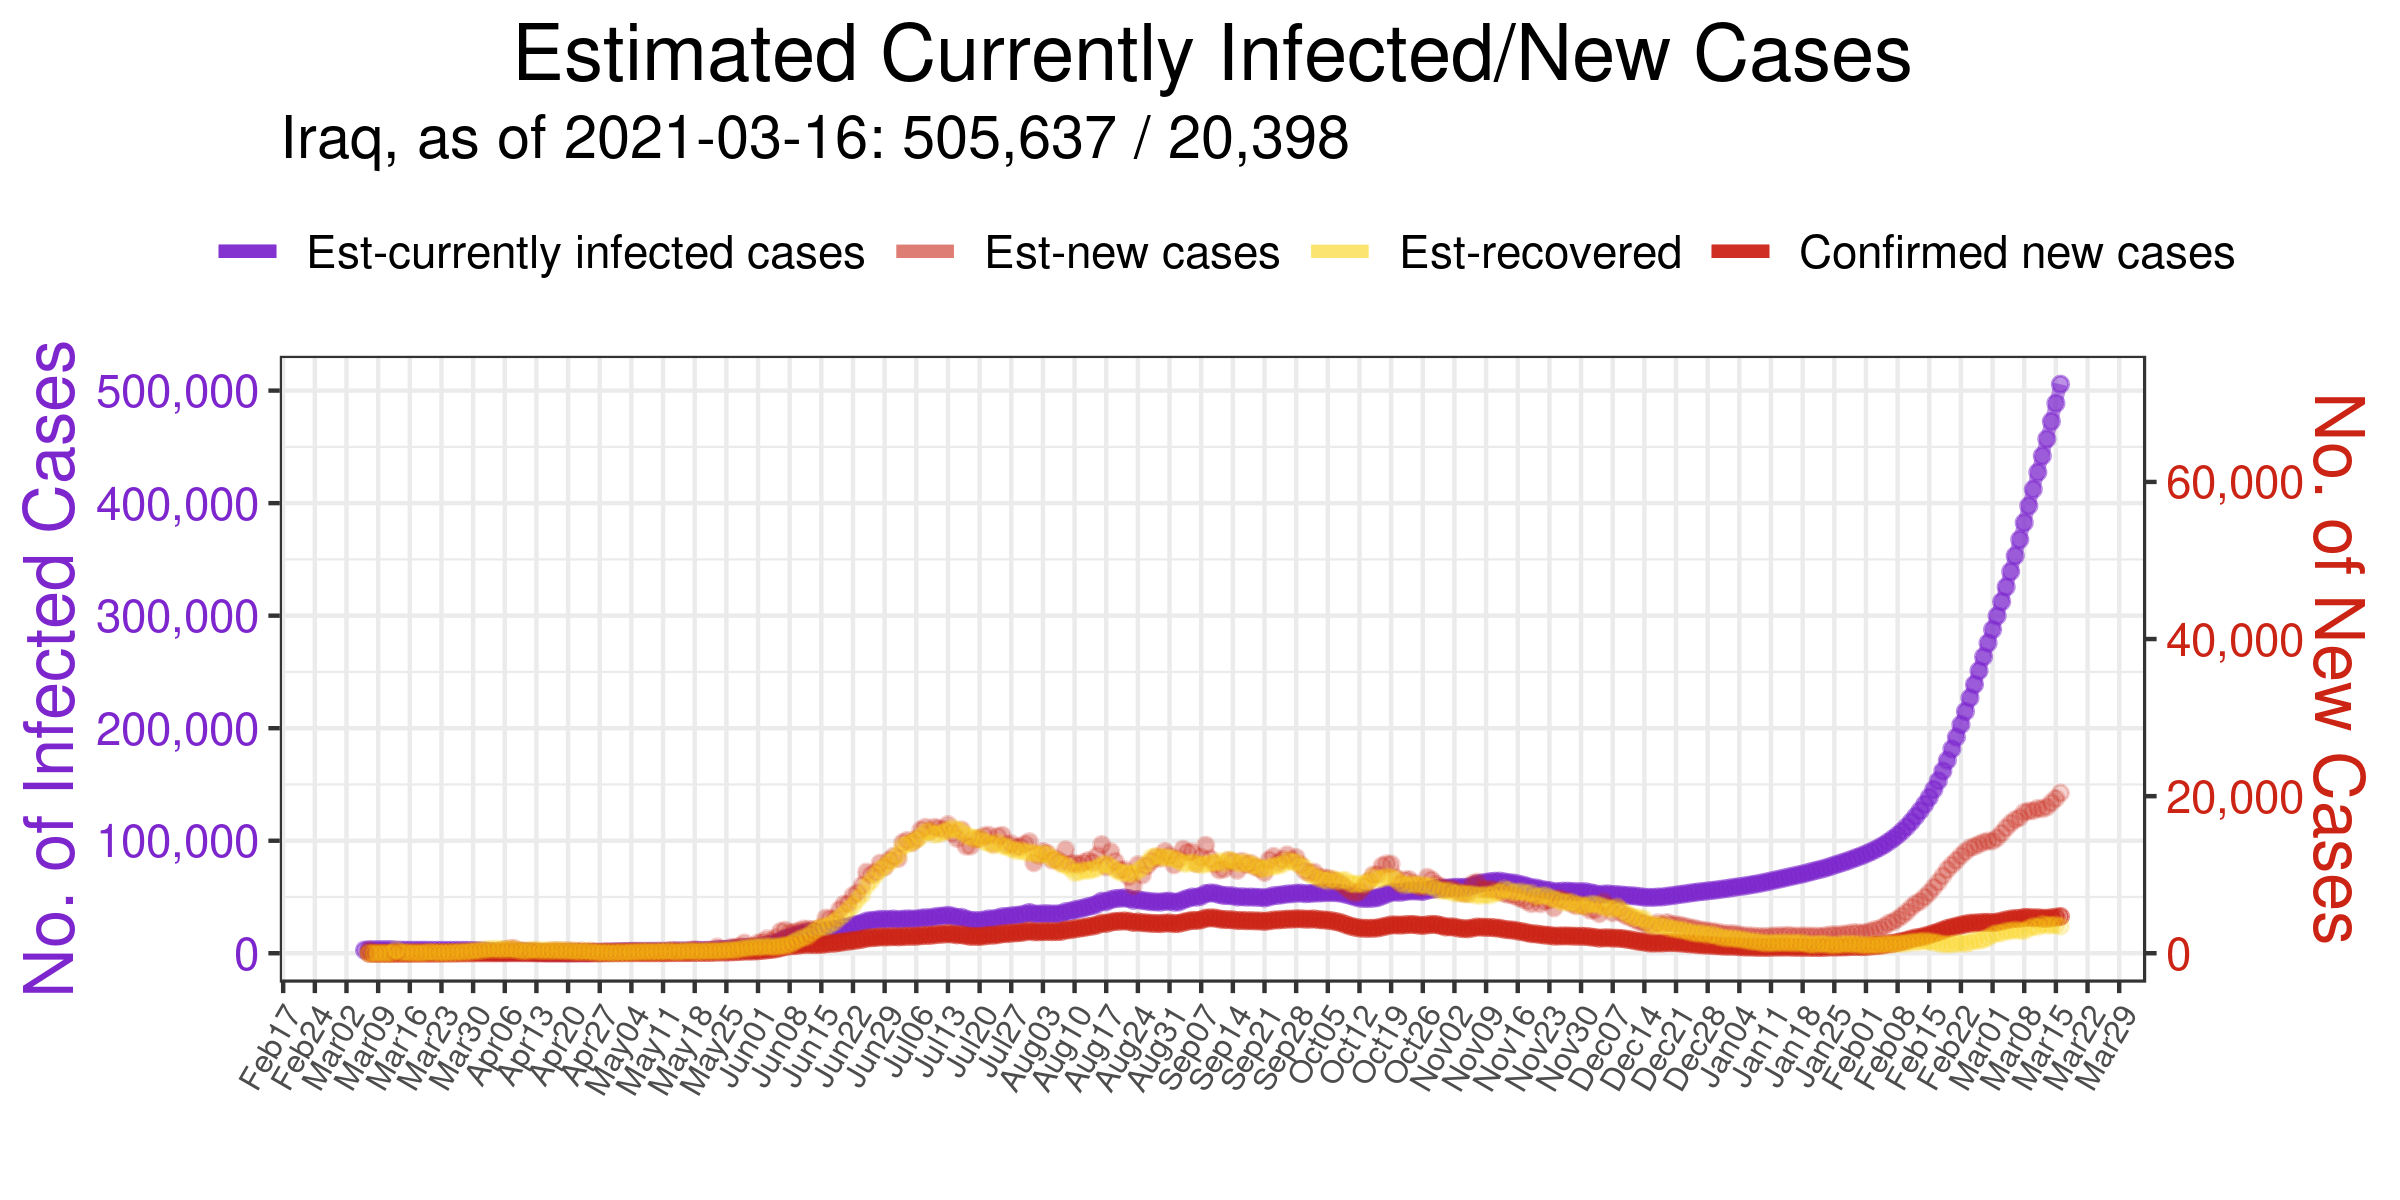 Estimated Currently Infected/New Cases
Iraq, as of 2021-03-16: 505,637 / 20,398
Est-currently infected cases Est-new cases Est-recovered Confirmed new cases
No. of Infected Cases
500,000
400,000
300,000
200,000
100,000
0
60,000
40,000
20,000
0
No. of New Cases
Feb17 Feb24 Mar02 Mar09 Mar16 Mar23 Mar30 Apr06 Apr13 Apr20 Apr27 May04 May11 May18 May25 Jun01 Jun08 Jun15 Jun22 Jun29 Jul06 Jul13 Jul20 Jul27 Aug03 Aug10 Aug17 Aug24 Aug31 Sep07 Sep14 Sep21 Sep28 Oct05 Oct12 Oct19 Oct26 Nov02 Nov09 Nov16 Nov23 Nov30 Dec07 Dec14 Dec21 Dec28 Jan04 Jan11 Jan18 Jan25 Feb01 Feb08 Feb15 Feb22 Mar01 Mar08 Mar15 Mar22 Mar29